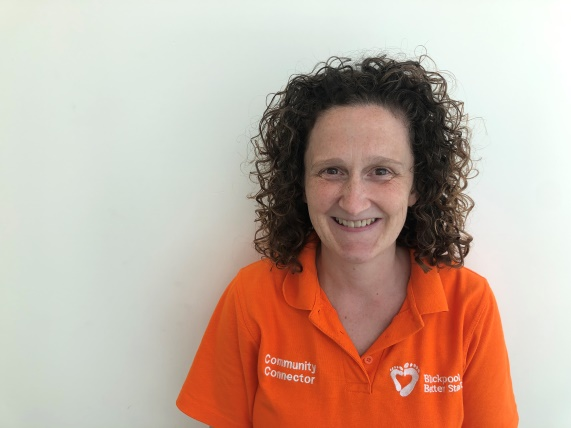 Community
Connector
Blackpool
Better Start